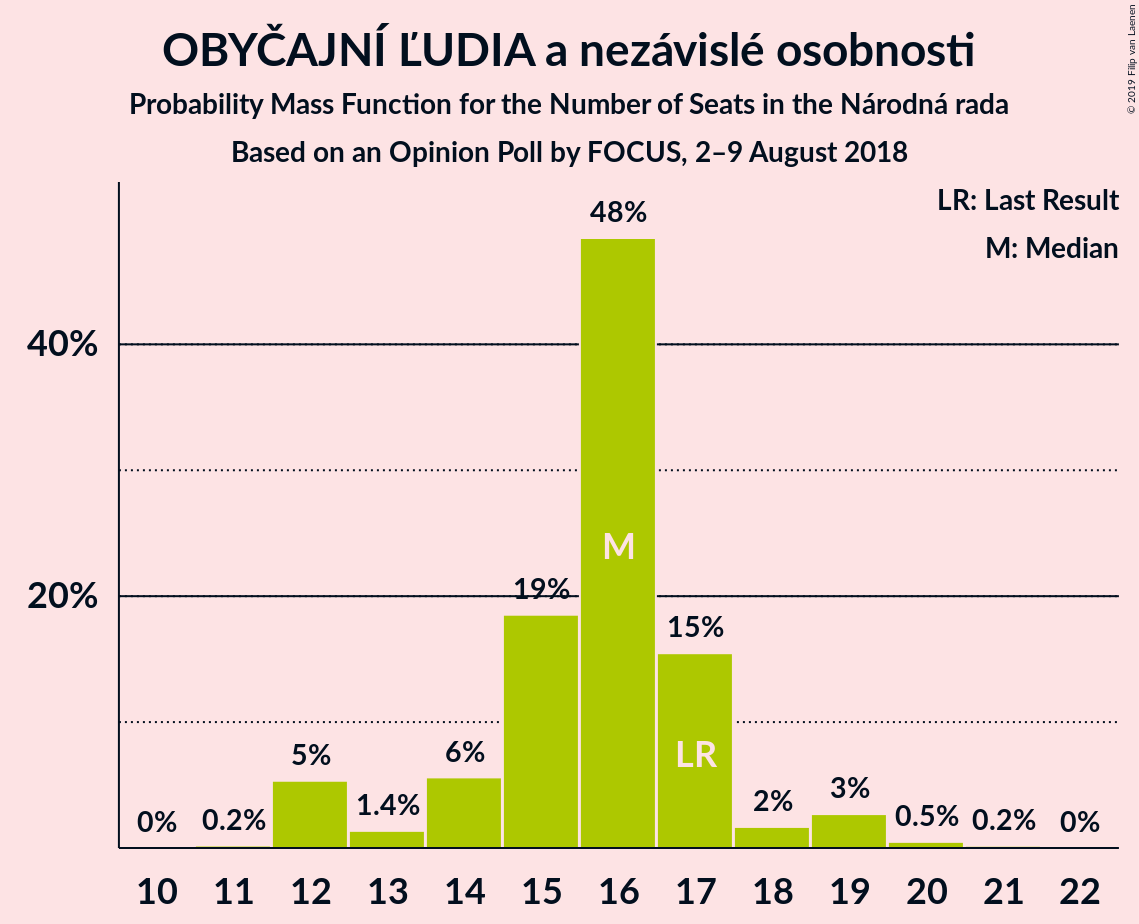 OBYČAJNÍ ĽUDIA a nezávislé osobnosti
Probability Mass Function for the Number of Seats in the Národná rada
Based on an Opinion Poll by FOCUS, 2–9 August 2018
© 2019 Filip van Laenen
LR: Last Result
M: Median
40%
20%
0%
0.2%
5%
1.4%
6%
19%
48%
15%
2%
3%
0.5%
0.2%
0%
M
LR
10 11 12 13 14 15 16 17 18 19 20 21 22